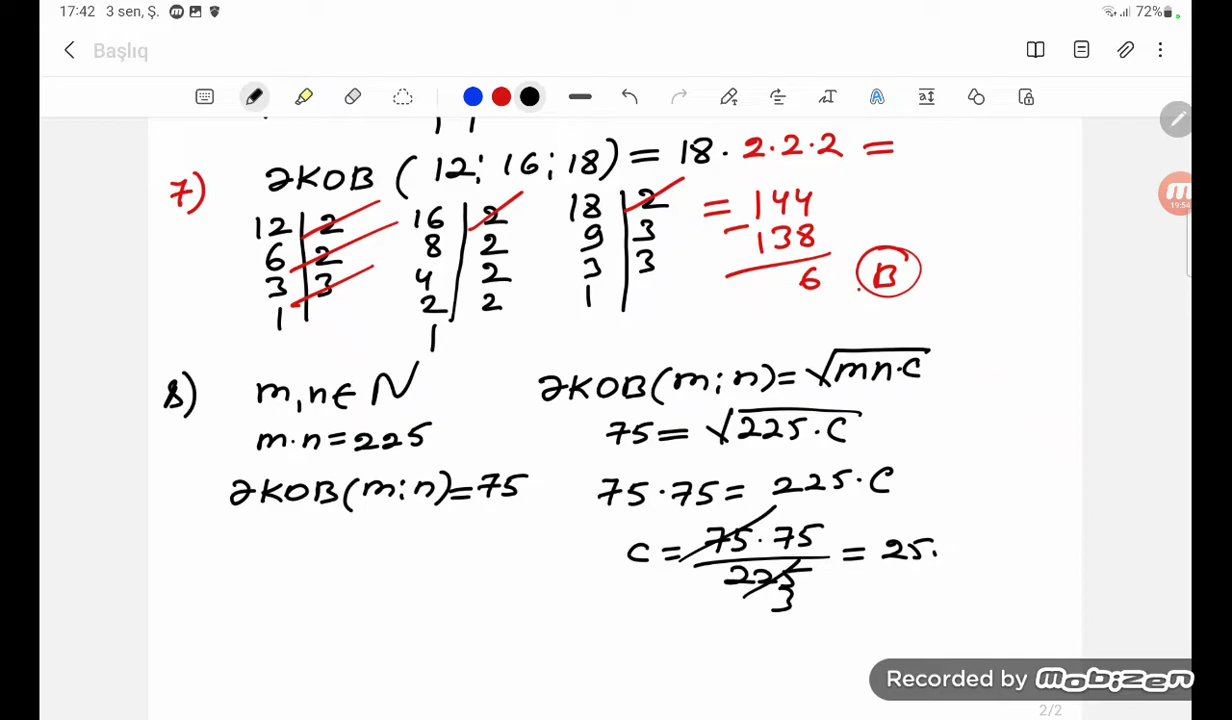 17:42 3 sen, Ş. 72%
Başlıq
7) ƏKOB (12; 16; 18) = 18 · 2·2·2 =
12 | 2 16 | 2 18 | 2 = 144
6 | 2 8 | 2 9 | 3 - 138
3 | 3 4 | 2 3 | 3 6 B
1 2 | 2 1
1
8) m,n ∈ N ƏKOB(m;n) = √mn·C
m·n = 225 75 = √225·C
ƏKOB(m;n) = 75 75·75 = 225·C
C = 75·75 / 225 = 25.
3
19:54
Recorded by mobizen
2/2